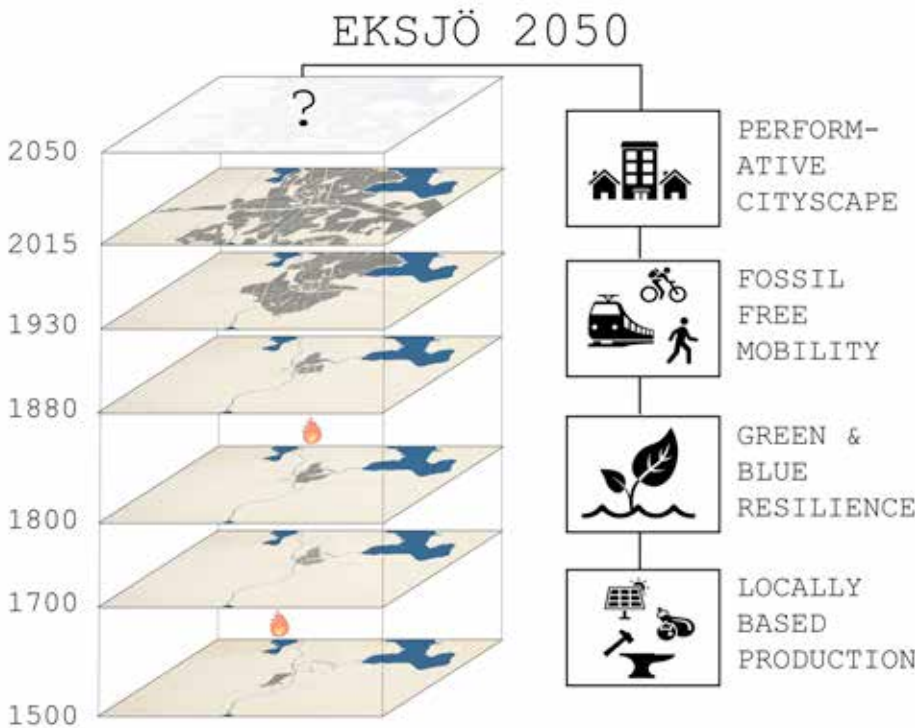 EKSJÖ 2050
?
2050
2015
1930
1880
1800
1700
1500
PERFORM-
ATIVE
CITYSCAPE
FOSSIL
FREE
MOBILITY
GREEN &
BLUE
RESILIENCE
LOCALLY
BASED
PRODUCTION